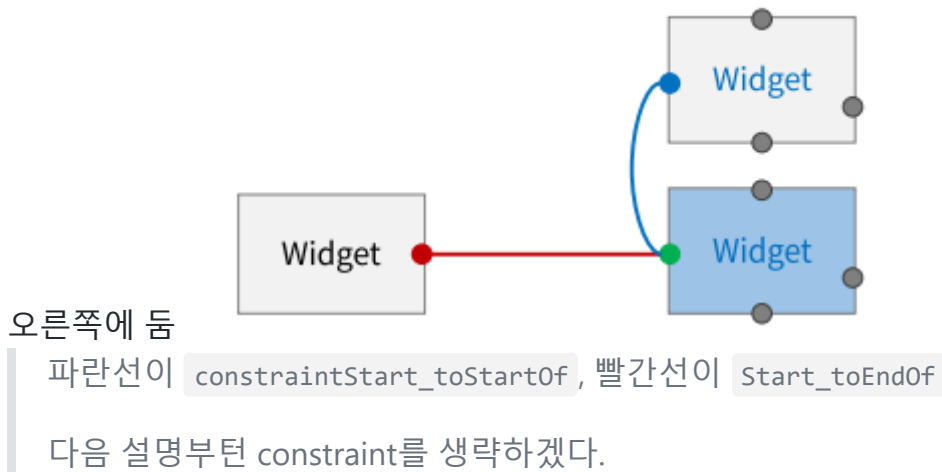 Widget
Widget
Widget
오른쪽에 둠
파란선이 constraintStart_toStartOf, 빨간선이 Start_toEndOf
다음 설명부턴 constraint를 생략하겠다.